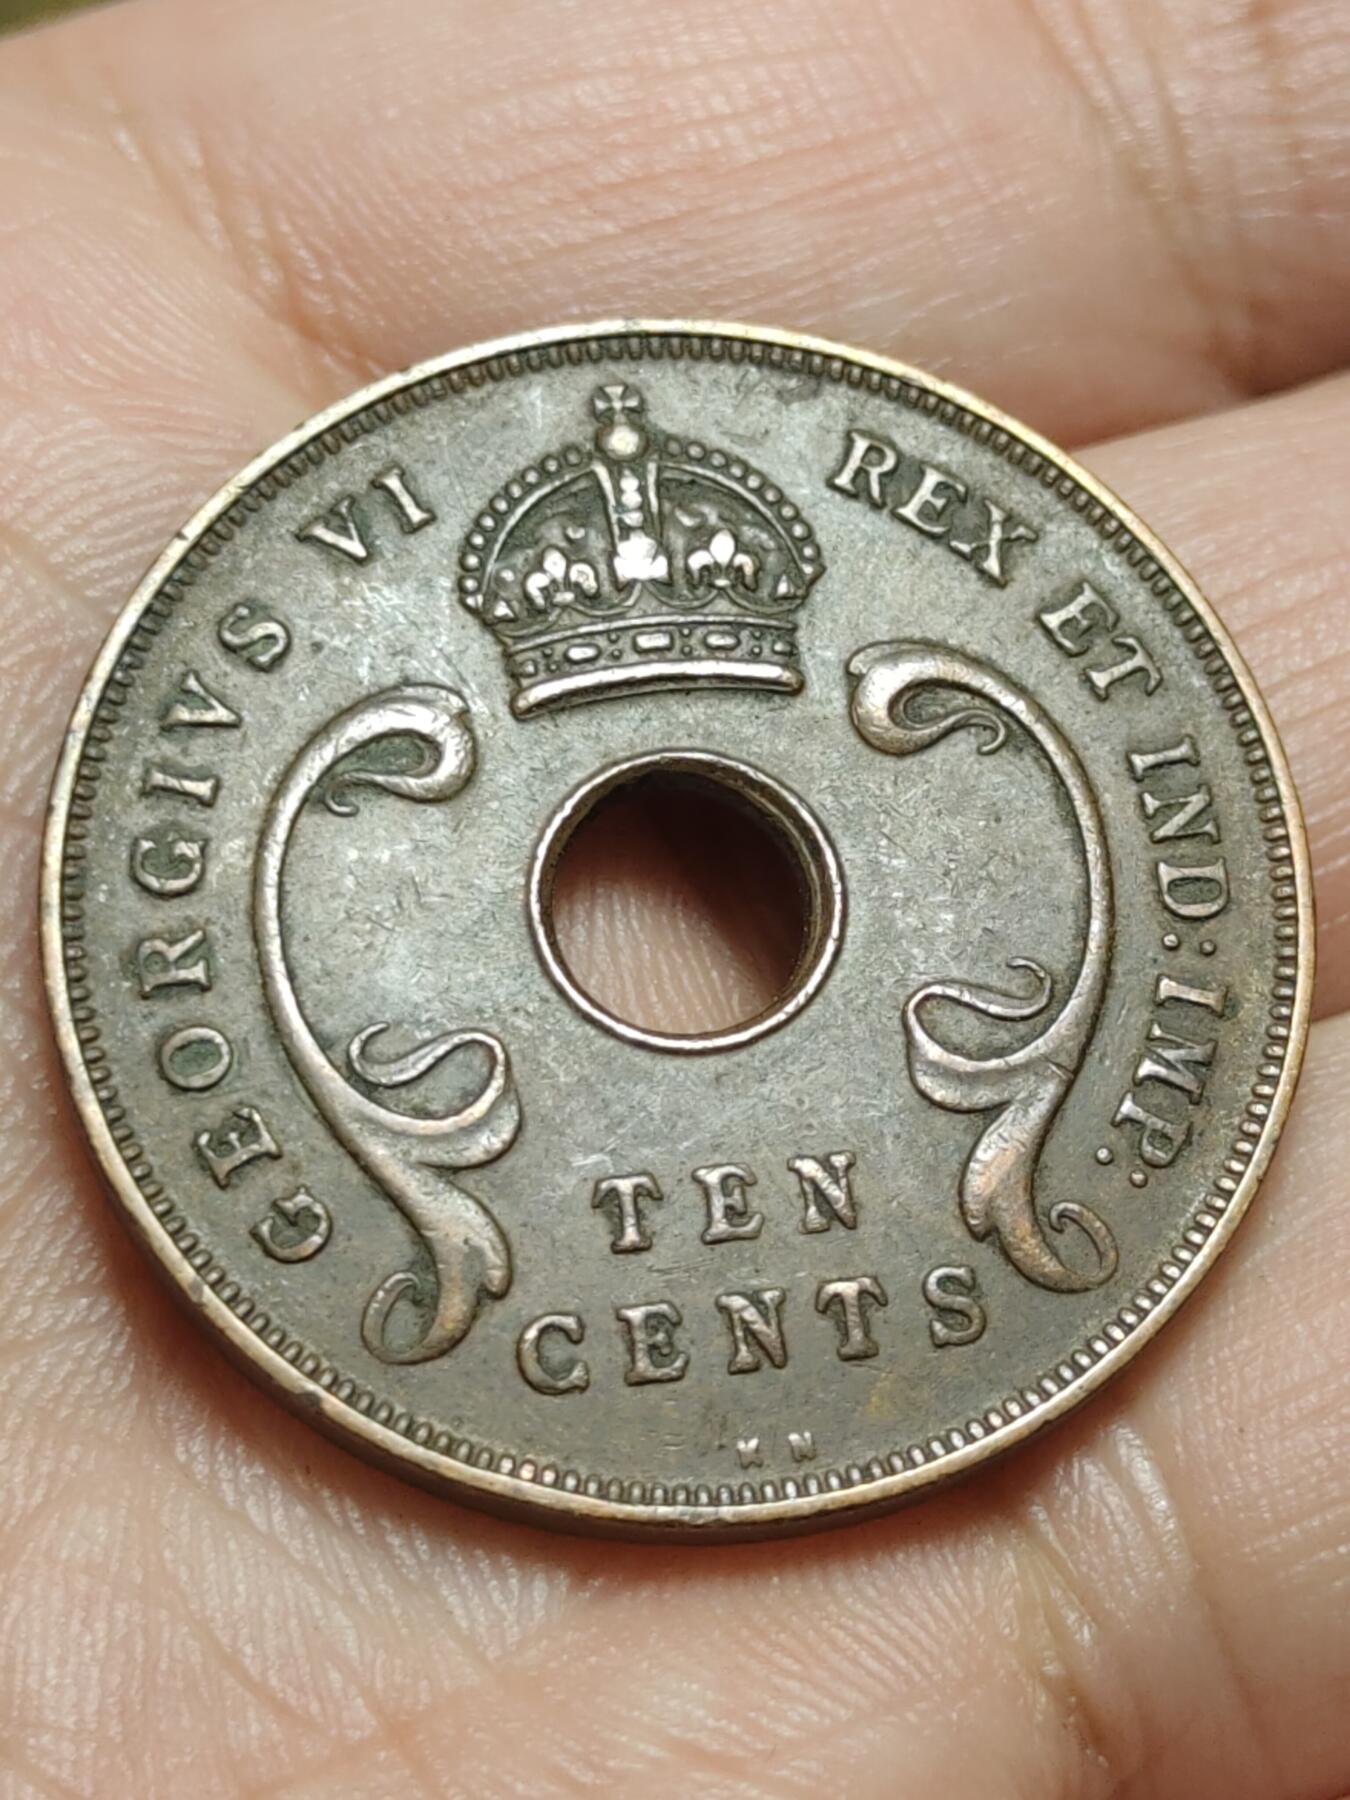 GEORGIVS VI REX ET IND:IMP:
TEN
CENTS
KN